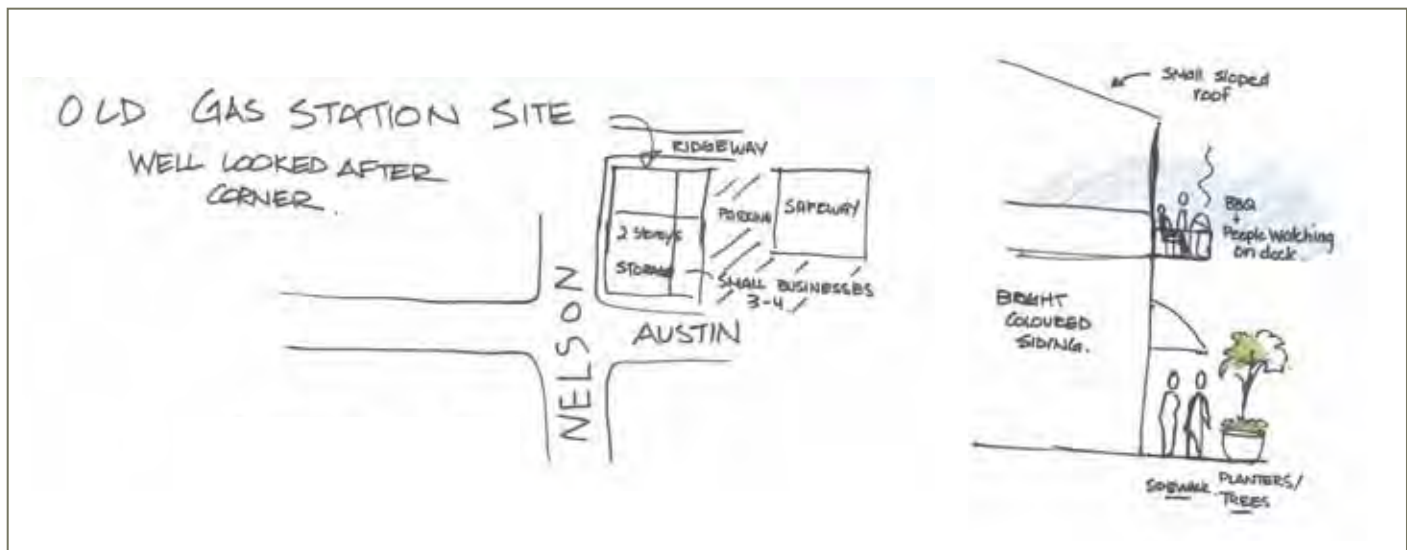 OLD GAS STATION SITE
WELL LOOKED AFTER
CORNER.
RIDGEWAY
PARKING
SAFEWAY
2 Storeys
STORAGE
SMALL BUSINESSES
3-4
AUSTIN
NELSON
Small sloped
roof
BBQ
+
People Watching
on deck.
BRIGHT
COLOURED
SIDING.
SIDEWALK
PLANTERS/
TREES